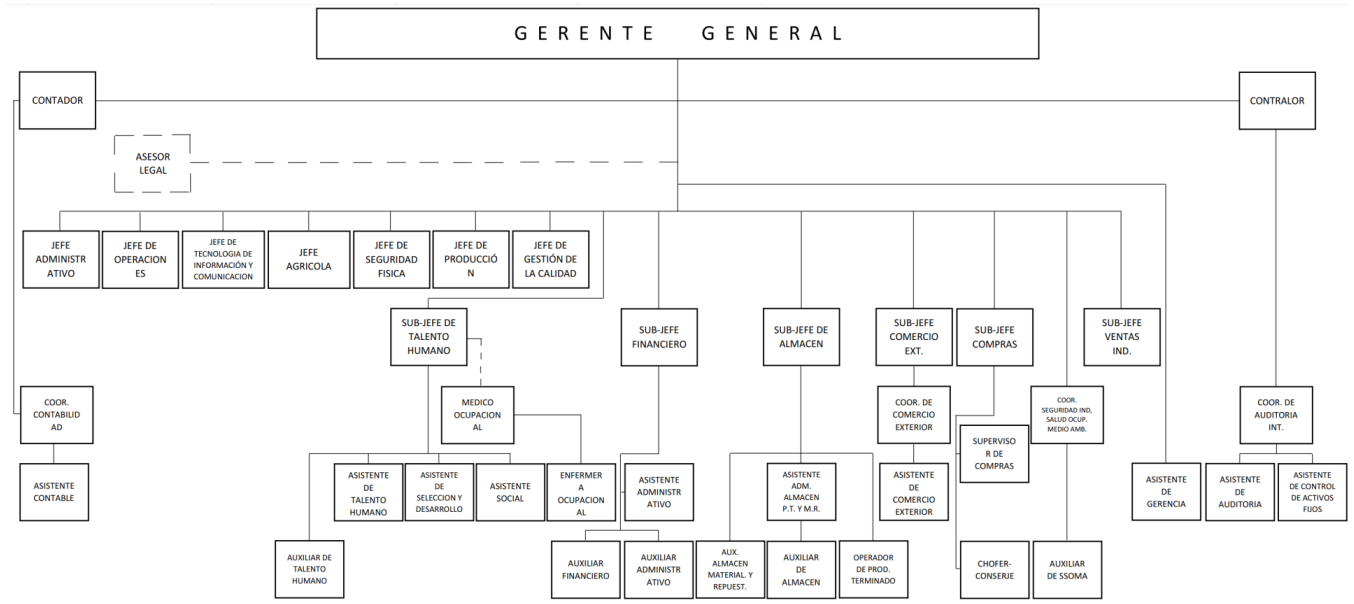 GERENTE GENERAL
CONTADOR
CONTRALOR
ASESOR
LEGAL
JEFE
ADMINISTR
ATIVO
JEFE DE
OPERACION
ES
JEFE DE
TECNOLOGIA DE
INFORMACIÓN Y
COMUNICACION
JEFE
AGRICOLA
JEFE DE
SEGURIDAD
FISICA
JEFE DE
PRODUCCIÓ
N
JEFE DE
GESTIÓN DE
LA CALIDAD
SUB-JEFE DE
TALENTO
HUMANO
SUB-JEFE
FINANCIERO
SUB-JEFE DE
ALMACEN
SUB-JEFE
COMERCIO
EXT.
SUB-JEFE
COMPRAS
SUB-JEFE
VENTAS
IND.
COOR.
CONTABILID
AD
MEDICO
OCUPACION
AL
COOR. DE
COMERCIO
EXTERIOR
SUPERVISO
R DE
COMPRAS
COOR.
SEGURIDAD IND,
SALUD OCUP.
MEDIO AMB.
COOR. DE
AUDITORIA
INT.
ASISTENTE
CONTABLE
ASISTENTE
DE
TALENTO
HUMANO
ASISTENTE
DE
SELECCION Y
DESARROLLO
ASISTENTE
SOCIAL
ENFERMER
A
OCUPACION
AL
ASISTENTE
ADMINISTR
ATIVO
ASISTENTE
ADM.
ALMACEN
P.T. Y M.R.
ASISTENTE
DE
COMERCIO
EXTERIOR
ASISTENTE
DE
GERENCIA
ASISTENTE
DE
AUDITORIA
ASISTENTE
DE CONTROL
DE ACTIVOS
FIJOS
AUXILIAR DE
TALENTO
HUMANO
AUXILIAR
FINANCIERO
AUXILIAR
ADMINISTR
ATIVO
AUX.
ALMACEN
MATERIAL. Y
REPUEST.
AUXILIAR
DE
ALMACEN
OPERADOR
DE PROD.
TERMINADO
CHOFER-
CONSERJE
AUXILIAR
DE SSOMA